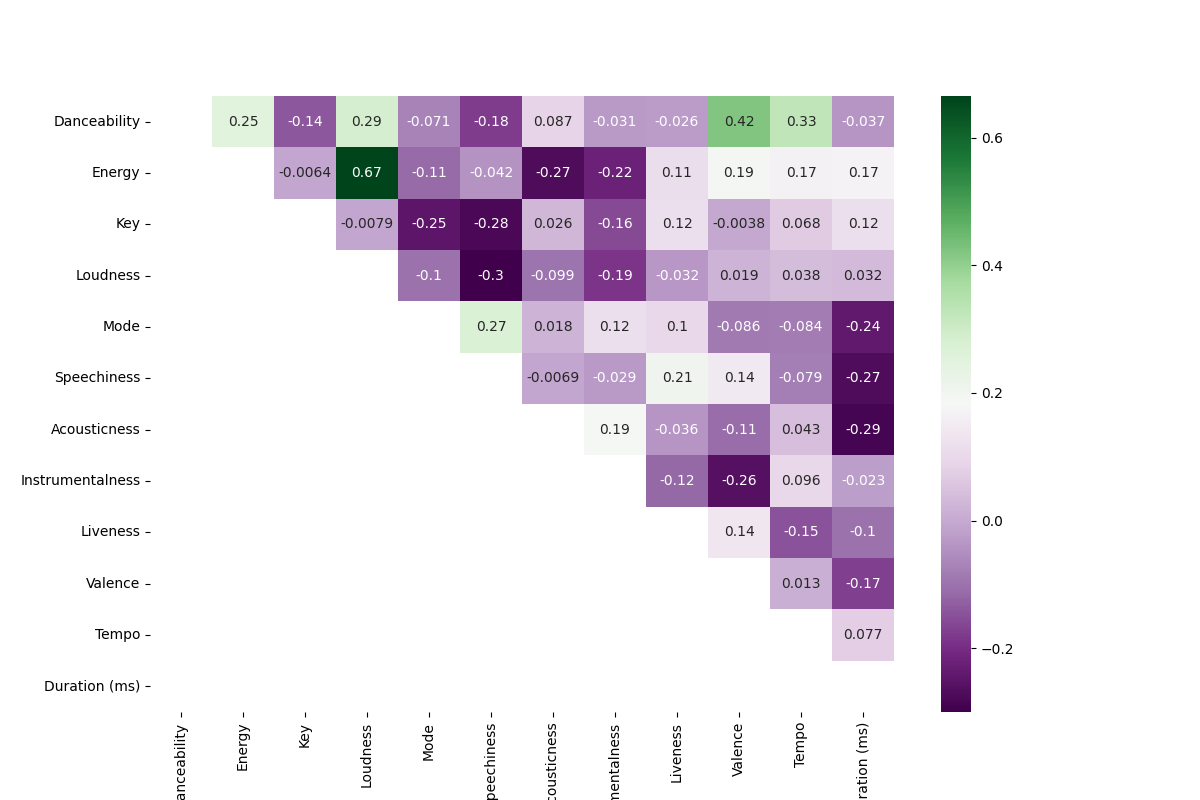 Danceability 0.25 -0.14 0.29 -0.071 -0.18 0.087 -0.031 -0.026 0.42 0.33 -0.037
Energy -0.0064 0.67 -0.11 -0.042 -0.27 -0.22 0.11 0.19 0.17 0.17
Key -0.0079 -0.25 -0.28 0.026 -0.16 0.12 -0.0038 0.068 0.12
Loudness -0.1 -0.3 -0.099 -0.19 -0.032 0.019 0.038 0.032
Mode 0.27 0.018 0.12 0.1 -0.086 -0.084 -0.24
Speechiness -0.0069 -0.029 0.21 0.14 -0.079 -0.27
Acousticness 0.19 -0.036 -0.11 0.043 -0.29
Instrumentalness -0.12 -0.26 0.096 -0.023
Liveness 0.14 -0.15 -0.1
Valence 0.013 -0.17
Tempo 0.077
Duration (ms)
anceability
Energy
Key
Loudness
Mode
peechiness
cousticness
mentalness
Liveness
Valence
Tempo
ration (ms)
0.6
0.4
0.2
0.0
−0.2